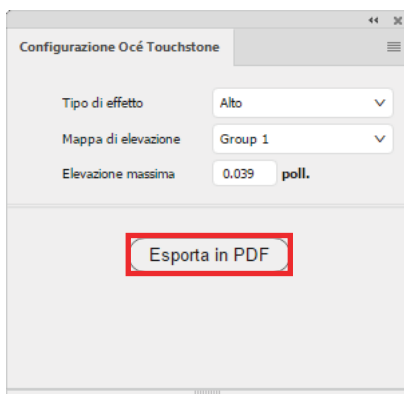 Configurazione Océ Touchstone
Tipo di effetto Alto
Mappa di elevazione Group 1
Elevazione massima 0.039 poll.
Esporta in PDF